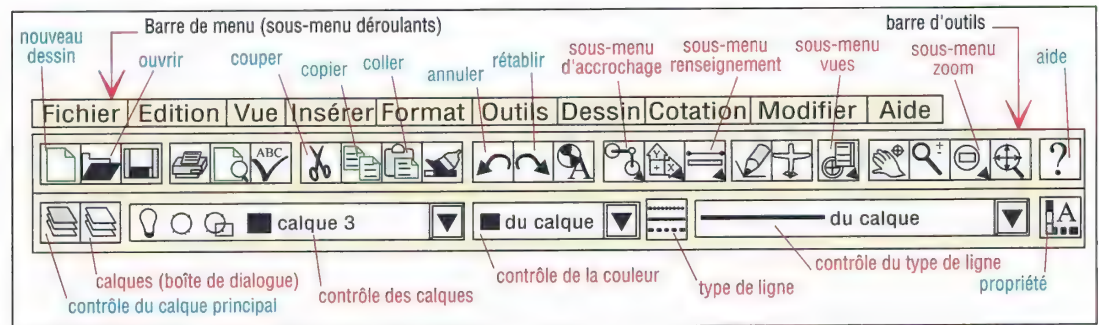 Barre de menu (sous-menu déroulants)
barre d'outils
nouveau
dessin
ouvrir
couper
copier
coller
annuler
rétablir
sous-menu
d'accrochage
sous-menu
renseignement
sous-menu
vues
sous-menu
zoom
aide
Fichier Edition Vue Insérer Format Outils Dessin Cotation Modifier Aide
ABC A Y X ?
calque 3 du calque du calque A
calques (boîte de dialogue)
contrôle du calque principal
contrôle des calques
contrôle de la couleur
type de ligne
contrôle du type de ligne
propriété